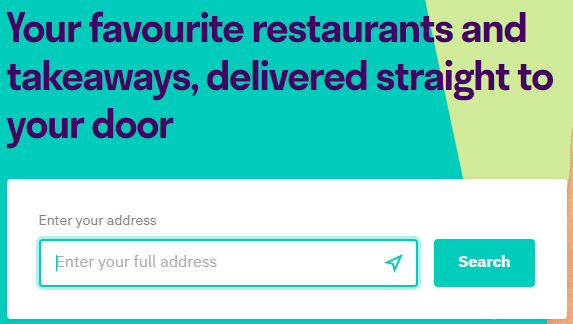 Your favourite restaurants and
takeaways, delivered straight to
your door
Enter your address
Enter your full address
Search